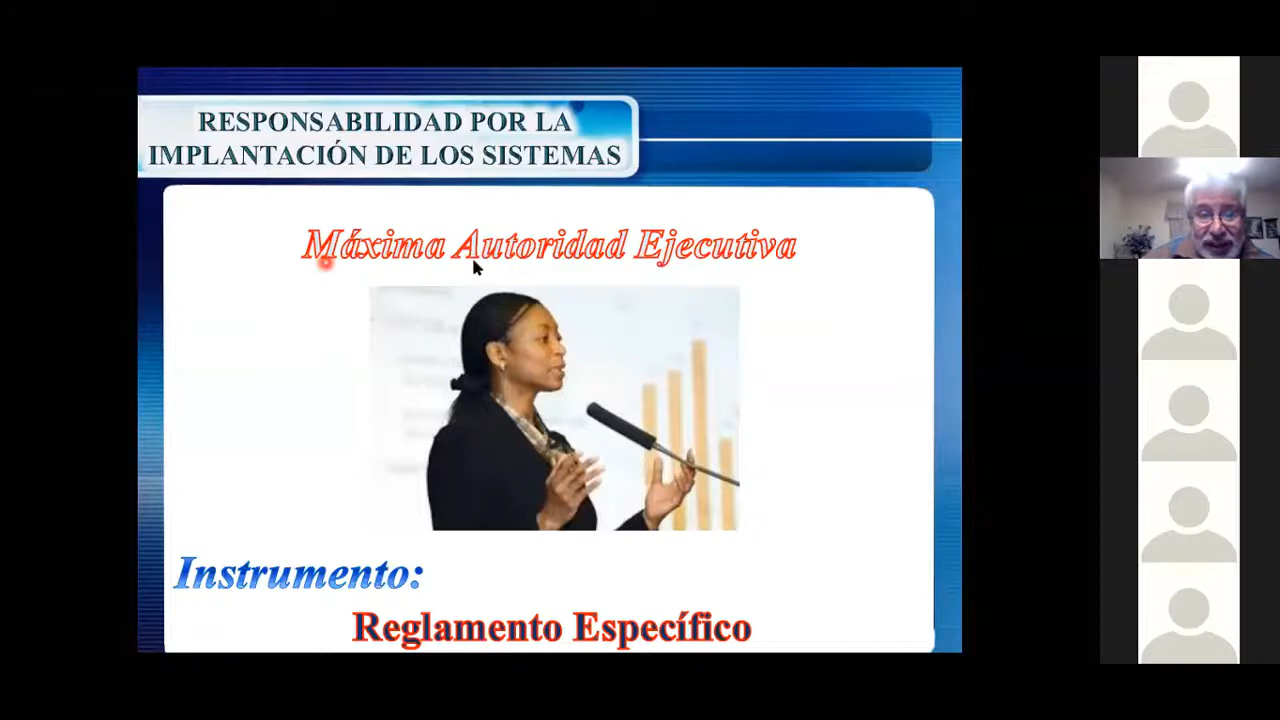 RESPONSABILIDAD POR LA
IMPLANTACIÓN DE LOS SISTEMAS
Máxima Autoridad Ejecutiva
Instrumento:
Reglamento Específico